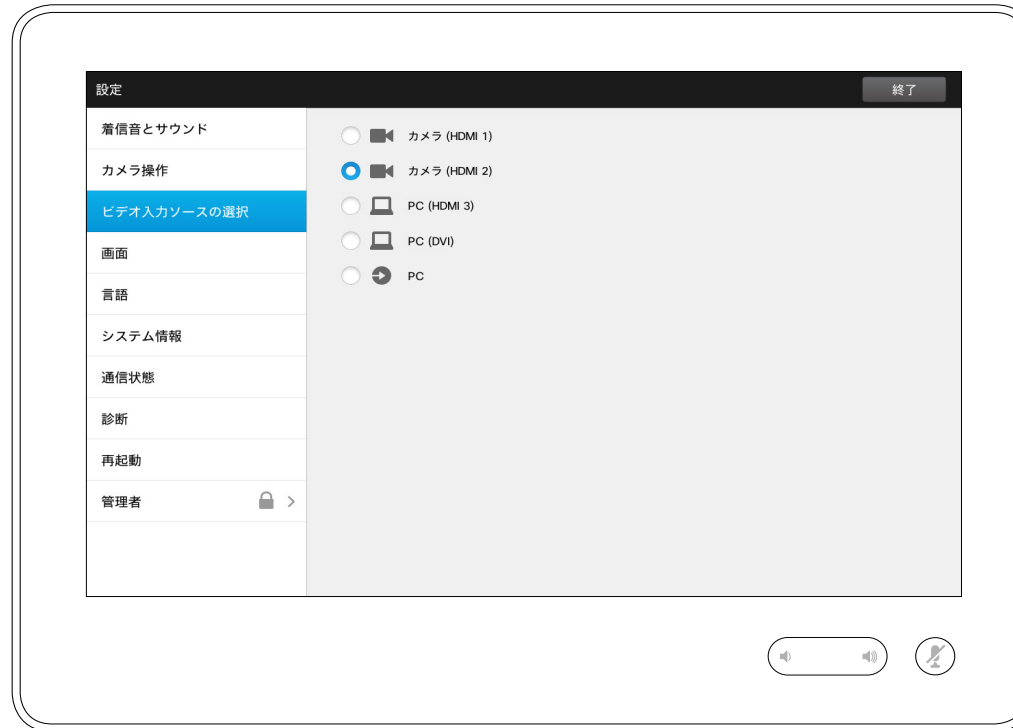 設定
終了
着信音とサウンド
カメラ操作
ビデオ入力ソースの選択
画面
言語
システム情報
通信状態
診断
再起動
管理者
カメラ (HDMI 1)
カメラ (HDMI 2)
PC (HDMI 3)
PC (DVI)
PC